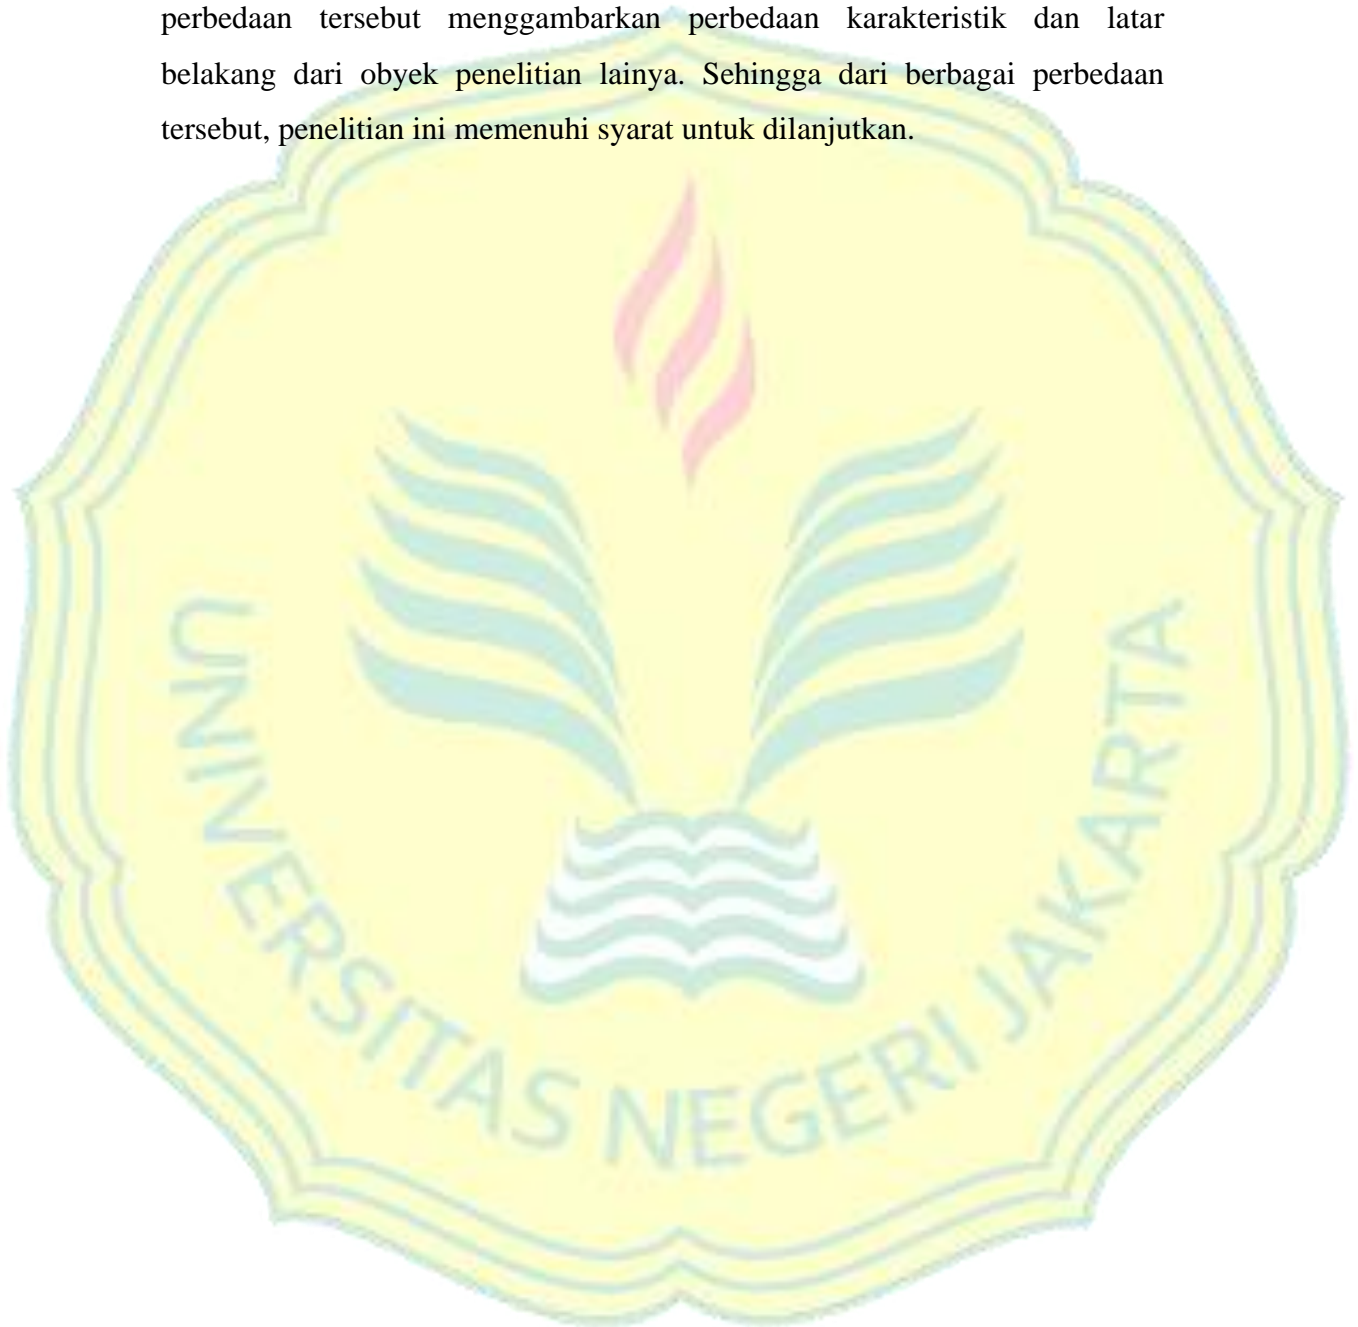 perbedaan tersebut menggambarkan perbedaan karakteristik dan latar
belakang dari obyek penelitian lainya. Sehingga dari berbagai perbedaan
tersebut, penelitian ini memenuhi syarat untuk dilanjutkan.
UNIVERSITAS NEGERI JAKARTA